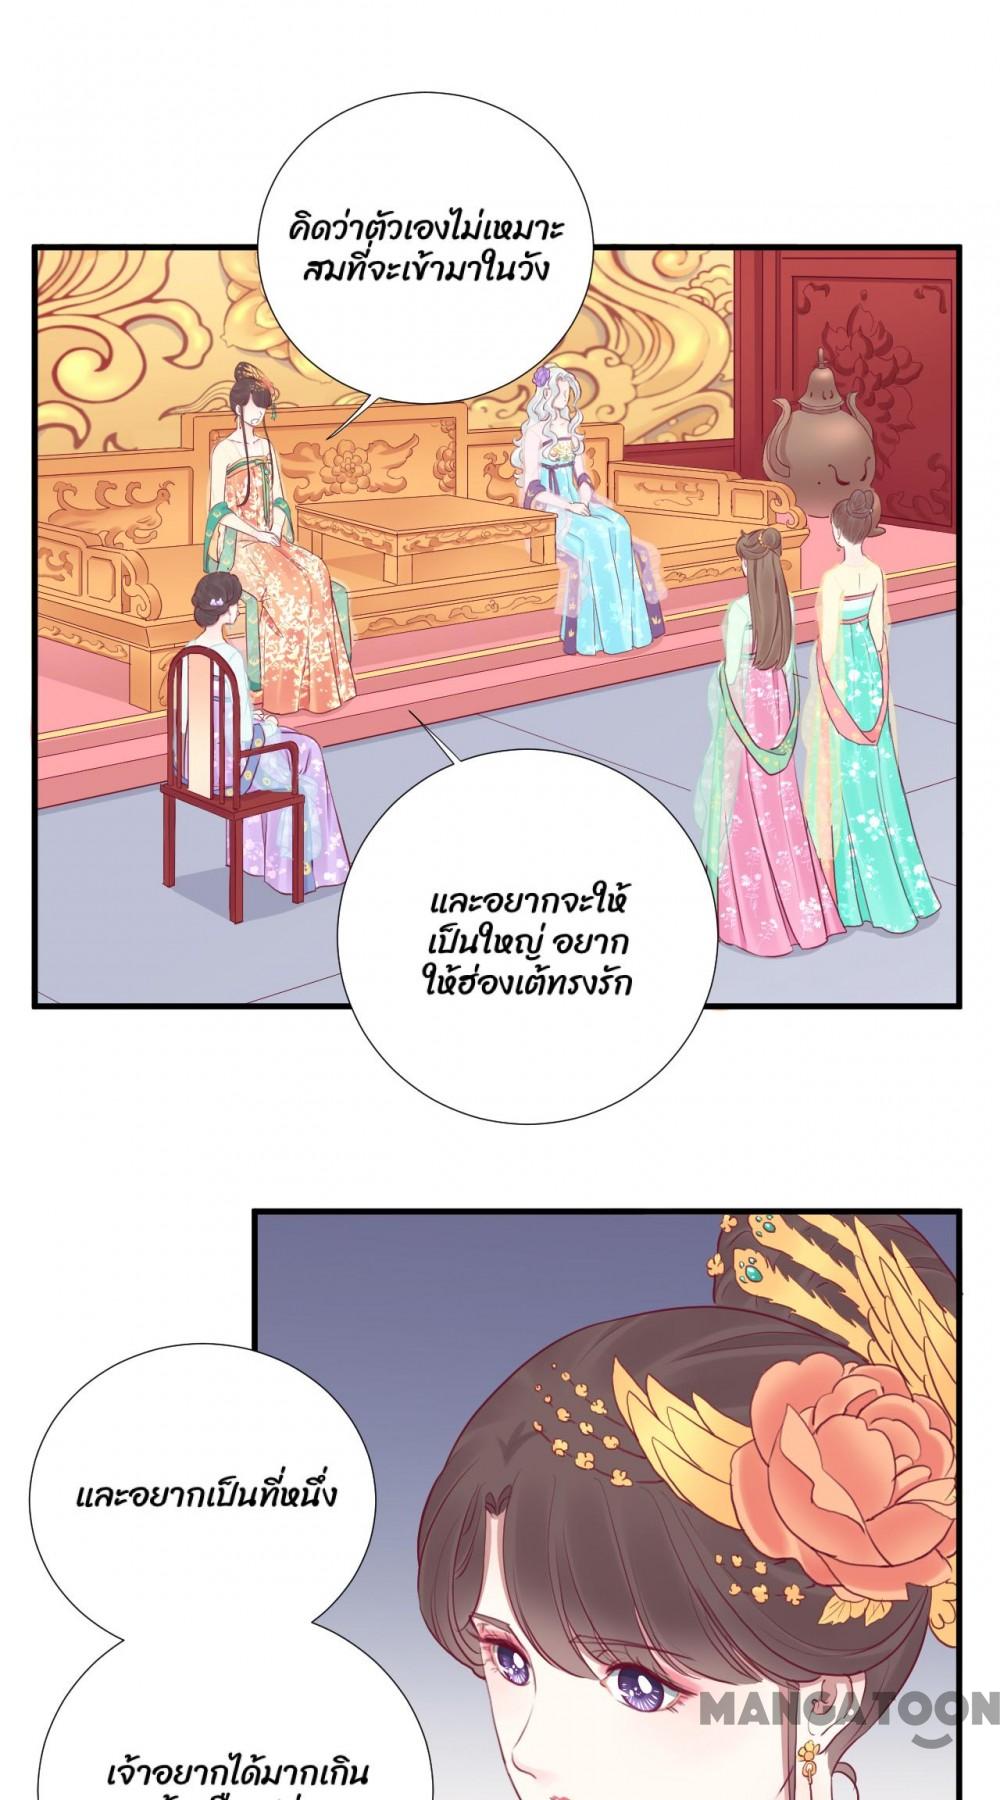 คิดว่าตัวเองไม่เหมาะ
สมที่จะเข้ามาในวัง
และอยากจะให้
เป็นใหญ่ อยาก
ให้ฮ่องเต้ทรงรัก
และอยากเป็นที่หนึ่ง
MANGATOON
เจ้าอยากได้มากเกิน